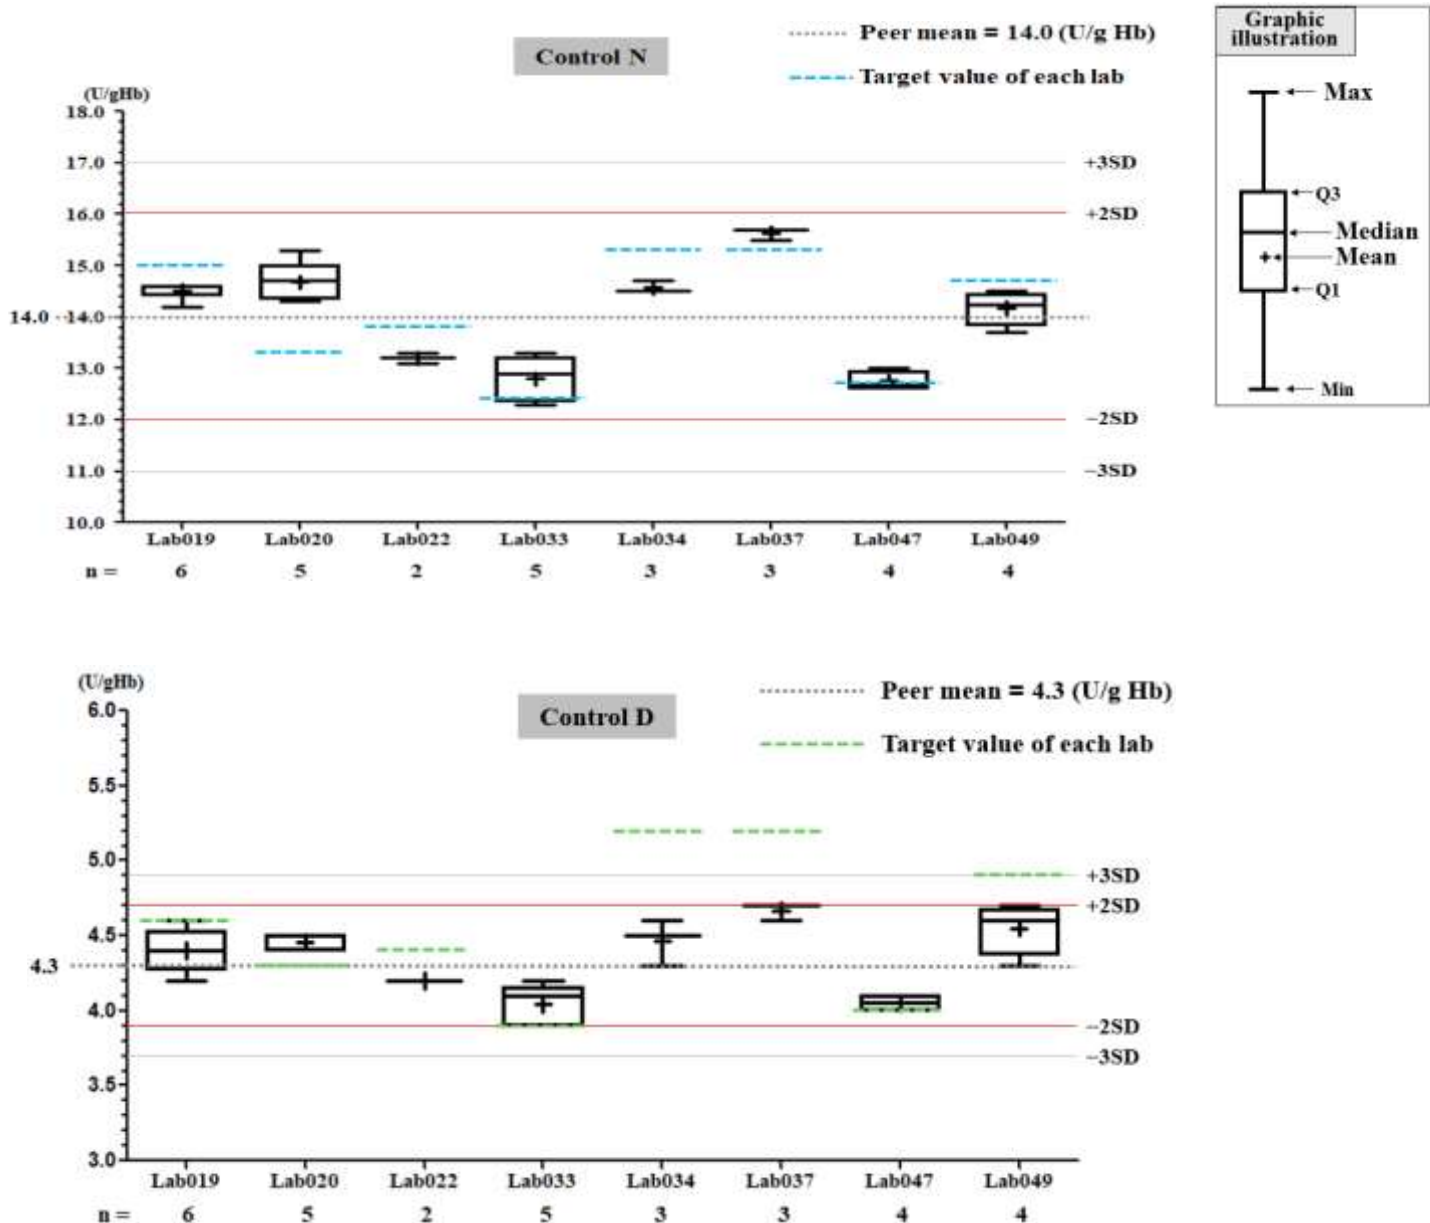 Control N
Peer mean = 14.0 (U/g Hb)
Target value of each lab
Graphic
illustration
Max
Q3
Median
Mean
Q1
Min
(U/gHb)
18.0
17.0
16.0
15.0
14.0 14.0
13.0
12.0
11.0
10.0
+3SD
+2SD
−2SD
−3SD
Lab019 Lab020 Lab022 Lab033 Lab034 Lab037 Lab047 Lab049
n = 6 5 2 5 3 3 4 4
(U/gHb)
Control D
Peer mean = 4.3 (U/g Hb)
Target value of each lab
6.0
5.5
5.0
4.5
4.3
4.0
3.5
3.0
+3SD
+2SD
−2SD
−3SD
Lab019 Lab020 Lab022 Lab033 Lab034 Lab037 Lab047 Lab049
n = 6 5 2 5 3 3 4 4